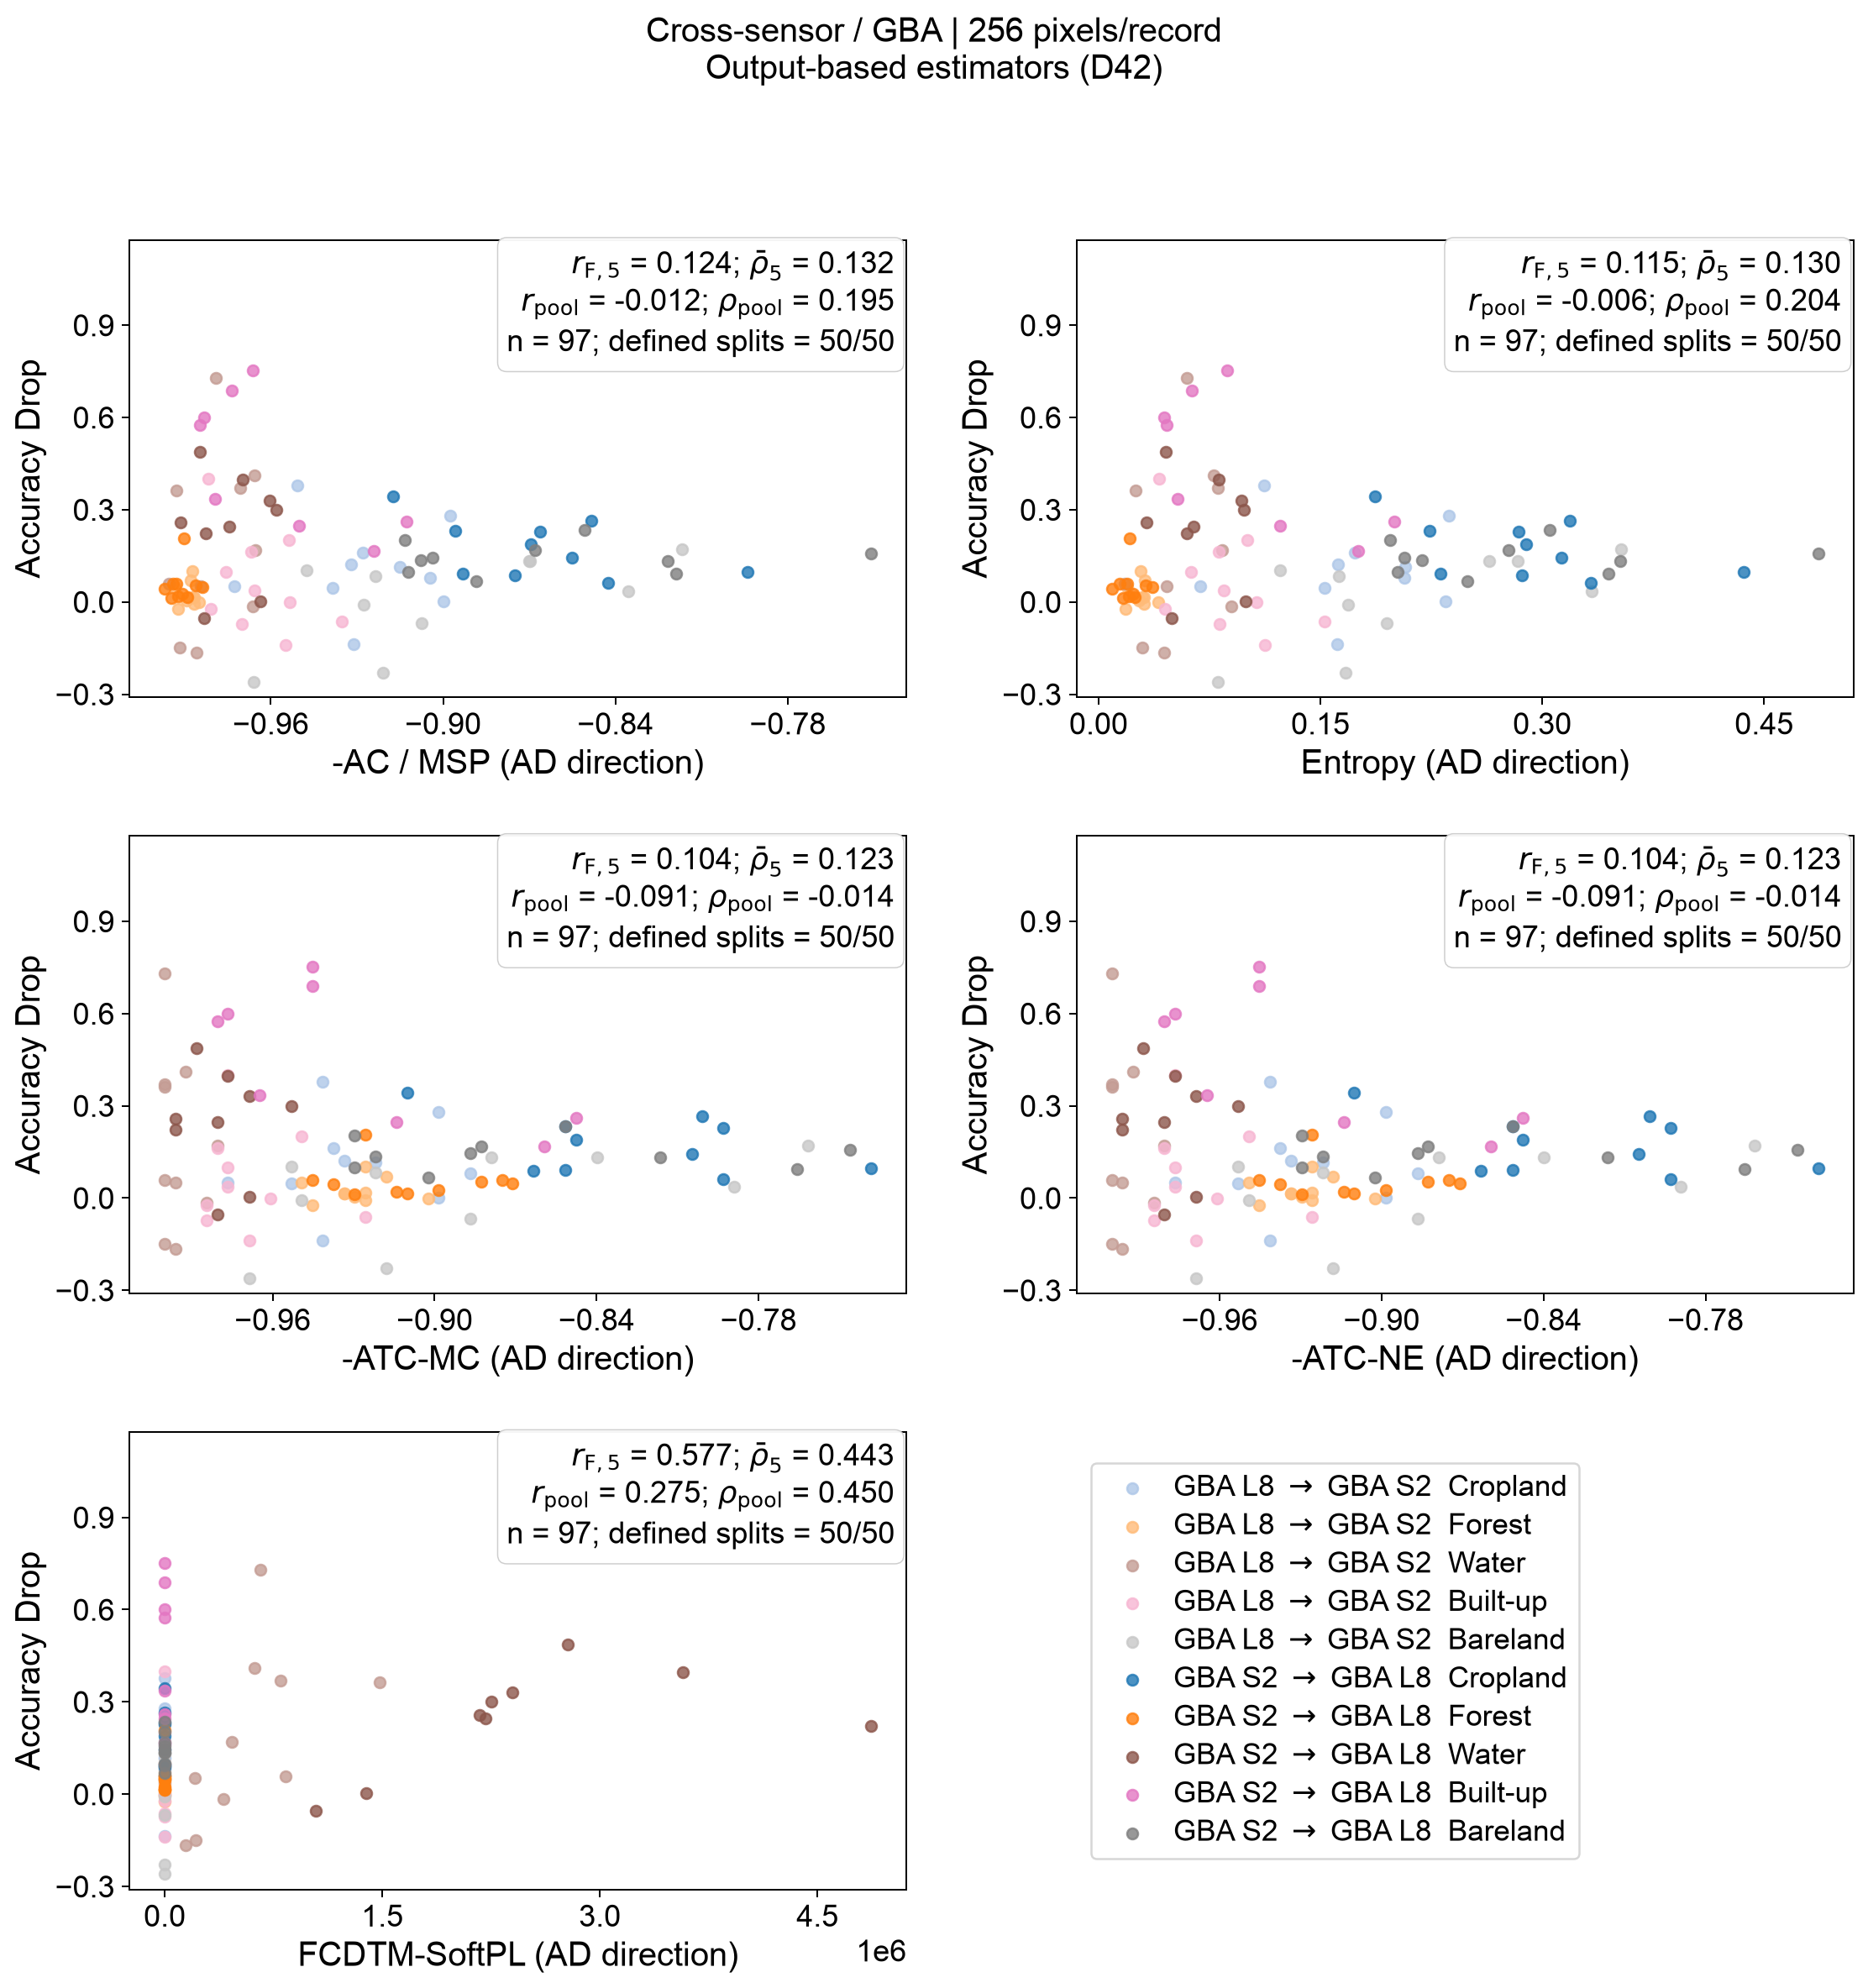 Cross-sensor / GBA | 256 pixels/record
Output-based estimators (D42)
r_F,5 = 0.124; ρ̄_5 = 0.132
r_pool = -0.012; ρ_pool = 0.195
n = 97; defined splits = 50/50
0.9
0.6
0.3
0.0
−0.3
Accuracy Drop
−0.96 −0.90 −0.84 −0.78
-AC / MSP (AD direction)
r_F,5 = 0.115; ρ̄_5 = 0.130
r_pool = -0.006; ρ_pool = 0.204
n = 97; defined splits = 50/50
0.9
0.6
0.3
0.0
−0.3
Accuracy Drop
0.00 0.15 0.30 0.45
Entropy (AD direction)
r_F,5 = 0.104; ρ̄_5 = 0.123
r_pool = -0.091; ρ_pool = -0.014
n = 97; defined splits = 50/50
0.9
0.6
0.3
0.0
−0.3
Accuracy Drop
−0.96 −0.90 −0.84 −0.78
-ATC-MC (AD direction)
r_F,5 = 0.104; ρ̄_5 = 0.123
r_pool = -0.091; ρ_pool = -0.014
n = 97; defined splits = 50/50
0.9
0.6
0.3
0.0
−0.3
Accuracy Drop
−0.96 −0.90 −0.84 −0.78
-ATC-NE (AD direction)
r_F,5 = 0.577; ρ̄_5 = 0.443
r_pool = 0.275; ρ_pool = 0.450
n = 97; defined splits = 50/50
0.9
0.6
0.3
0.0
−0.3
Accuracy Drop
0.0 1.5 3.0 4.5
1e6
FCDTM-SoftPL (AD direction)
GBA L8 → GBA S2 Cropland
GBA L8 → GBA S2 Forest
GBA L8 → GBA S2 Water
GBA L8 → GBA S2 Built-up
GBA L8 → GBA S2 Bareland
GBA S2 → GBA L8 Cropland
GBA S2 → GBA L8 Forest
GBA S2 → GBA L8 Water
GBA S2 → GBA L8 Built-up
GBA S2 → GBA L8 Bareland